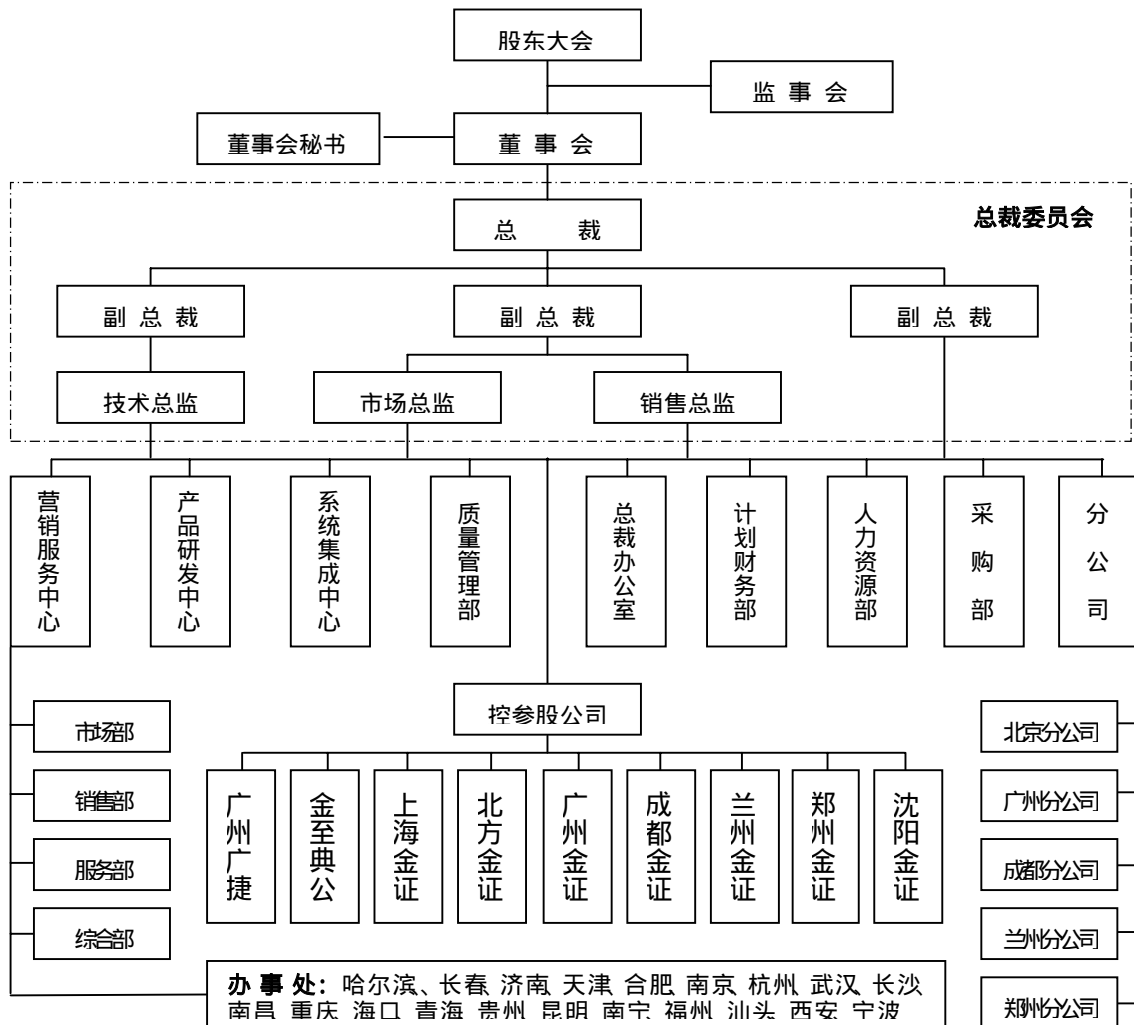 股东大会
监 事 会
董事会秘书
董 事 会
总裁委员会
总 裁
副 总 裁
副 总 裁
副 总 裁
技术总监
市场总监
销售总监
营销服务中心
产品研发中心
系统集成中心
质量管理部
总裁办公室
计划财务部
人力资源部
采购部
分公司
控参股公司
市场部
销售部
服务部
综合部
广州广捷
金至典公
上海金证
北方金证
广州金证
成都金证
兰州金证
郑州金证
沈阳金证
北京分公司
广州分公司
成都分公司
兰州分公司
郑州分公司
办 事 处：哈尔滨、长春、济南、天津、合肥、南京、杭州、武汉、长沙
南昌、重庆、海口、青海、贵州、昆明、南宁、福州、汕头、西安、宁波